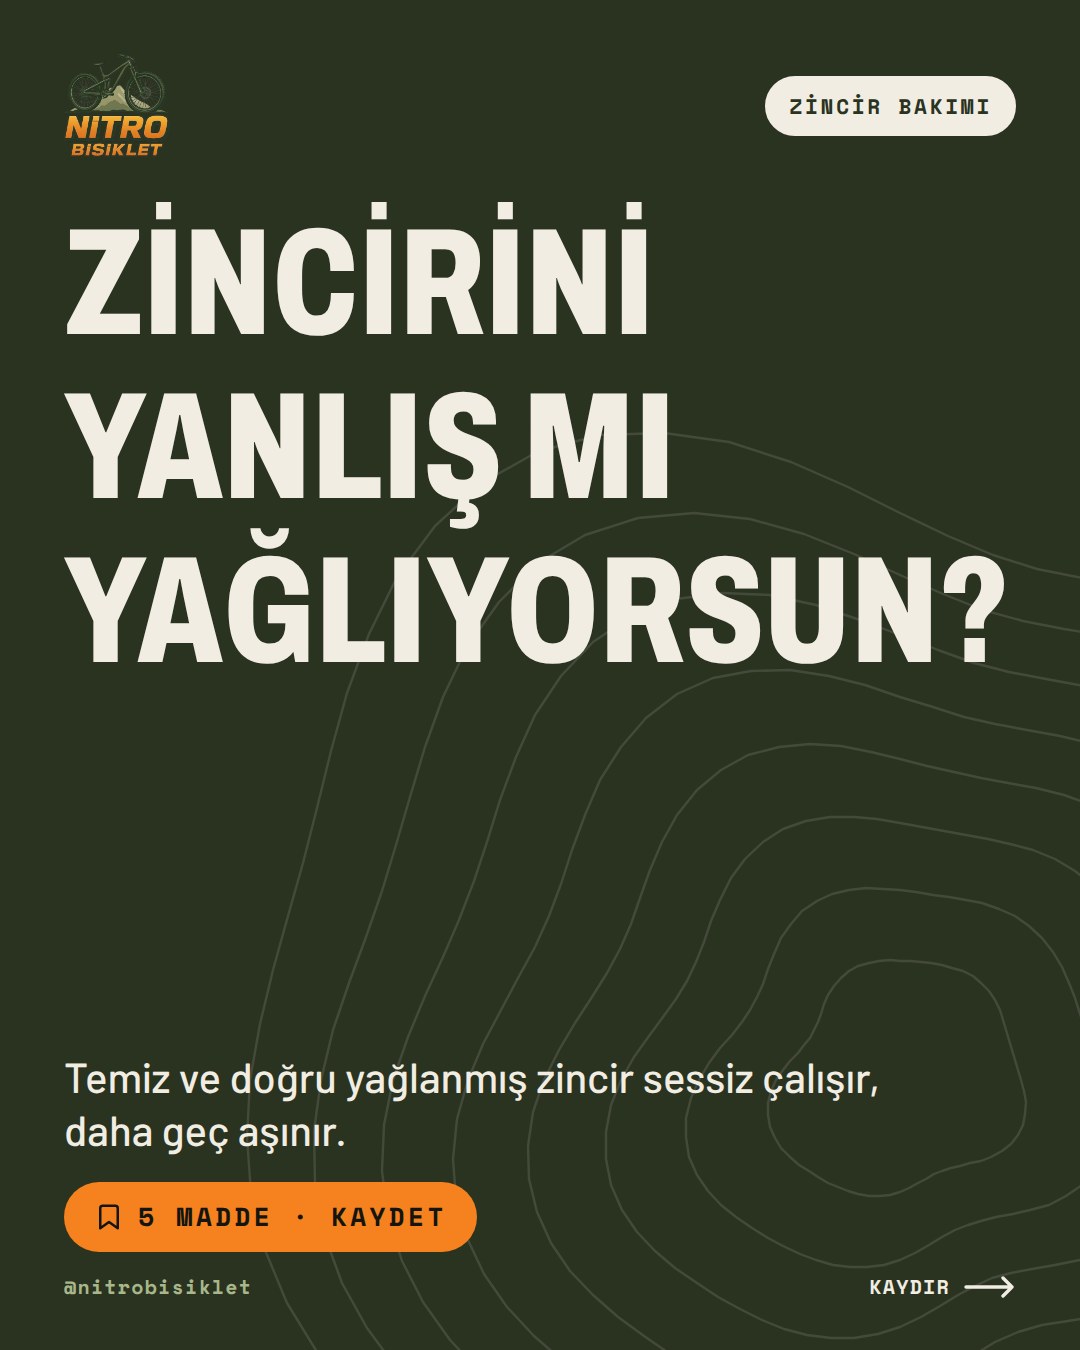 NiTRO
BISIKLET
ZİNCİR BAKIMI
ZİNCİRİNİ
YANLIŞ MI
YAĞLIYORSUN?
Temiz ve doğru yağlanmış zincir sessiz çalışır,
daha geç aşınır.
5 MADDE · KAYDET
@nitrobisiklet
KAYDIR